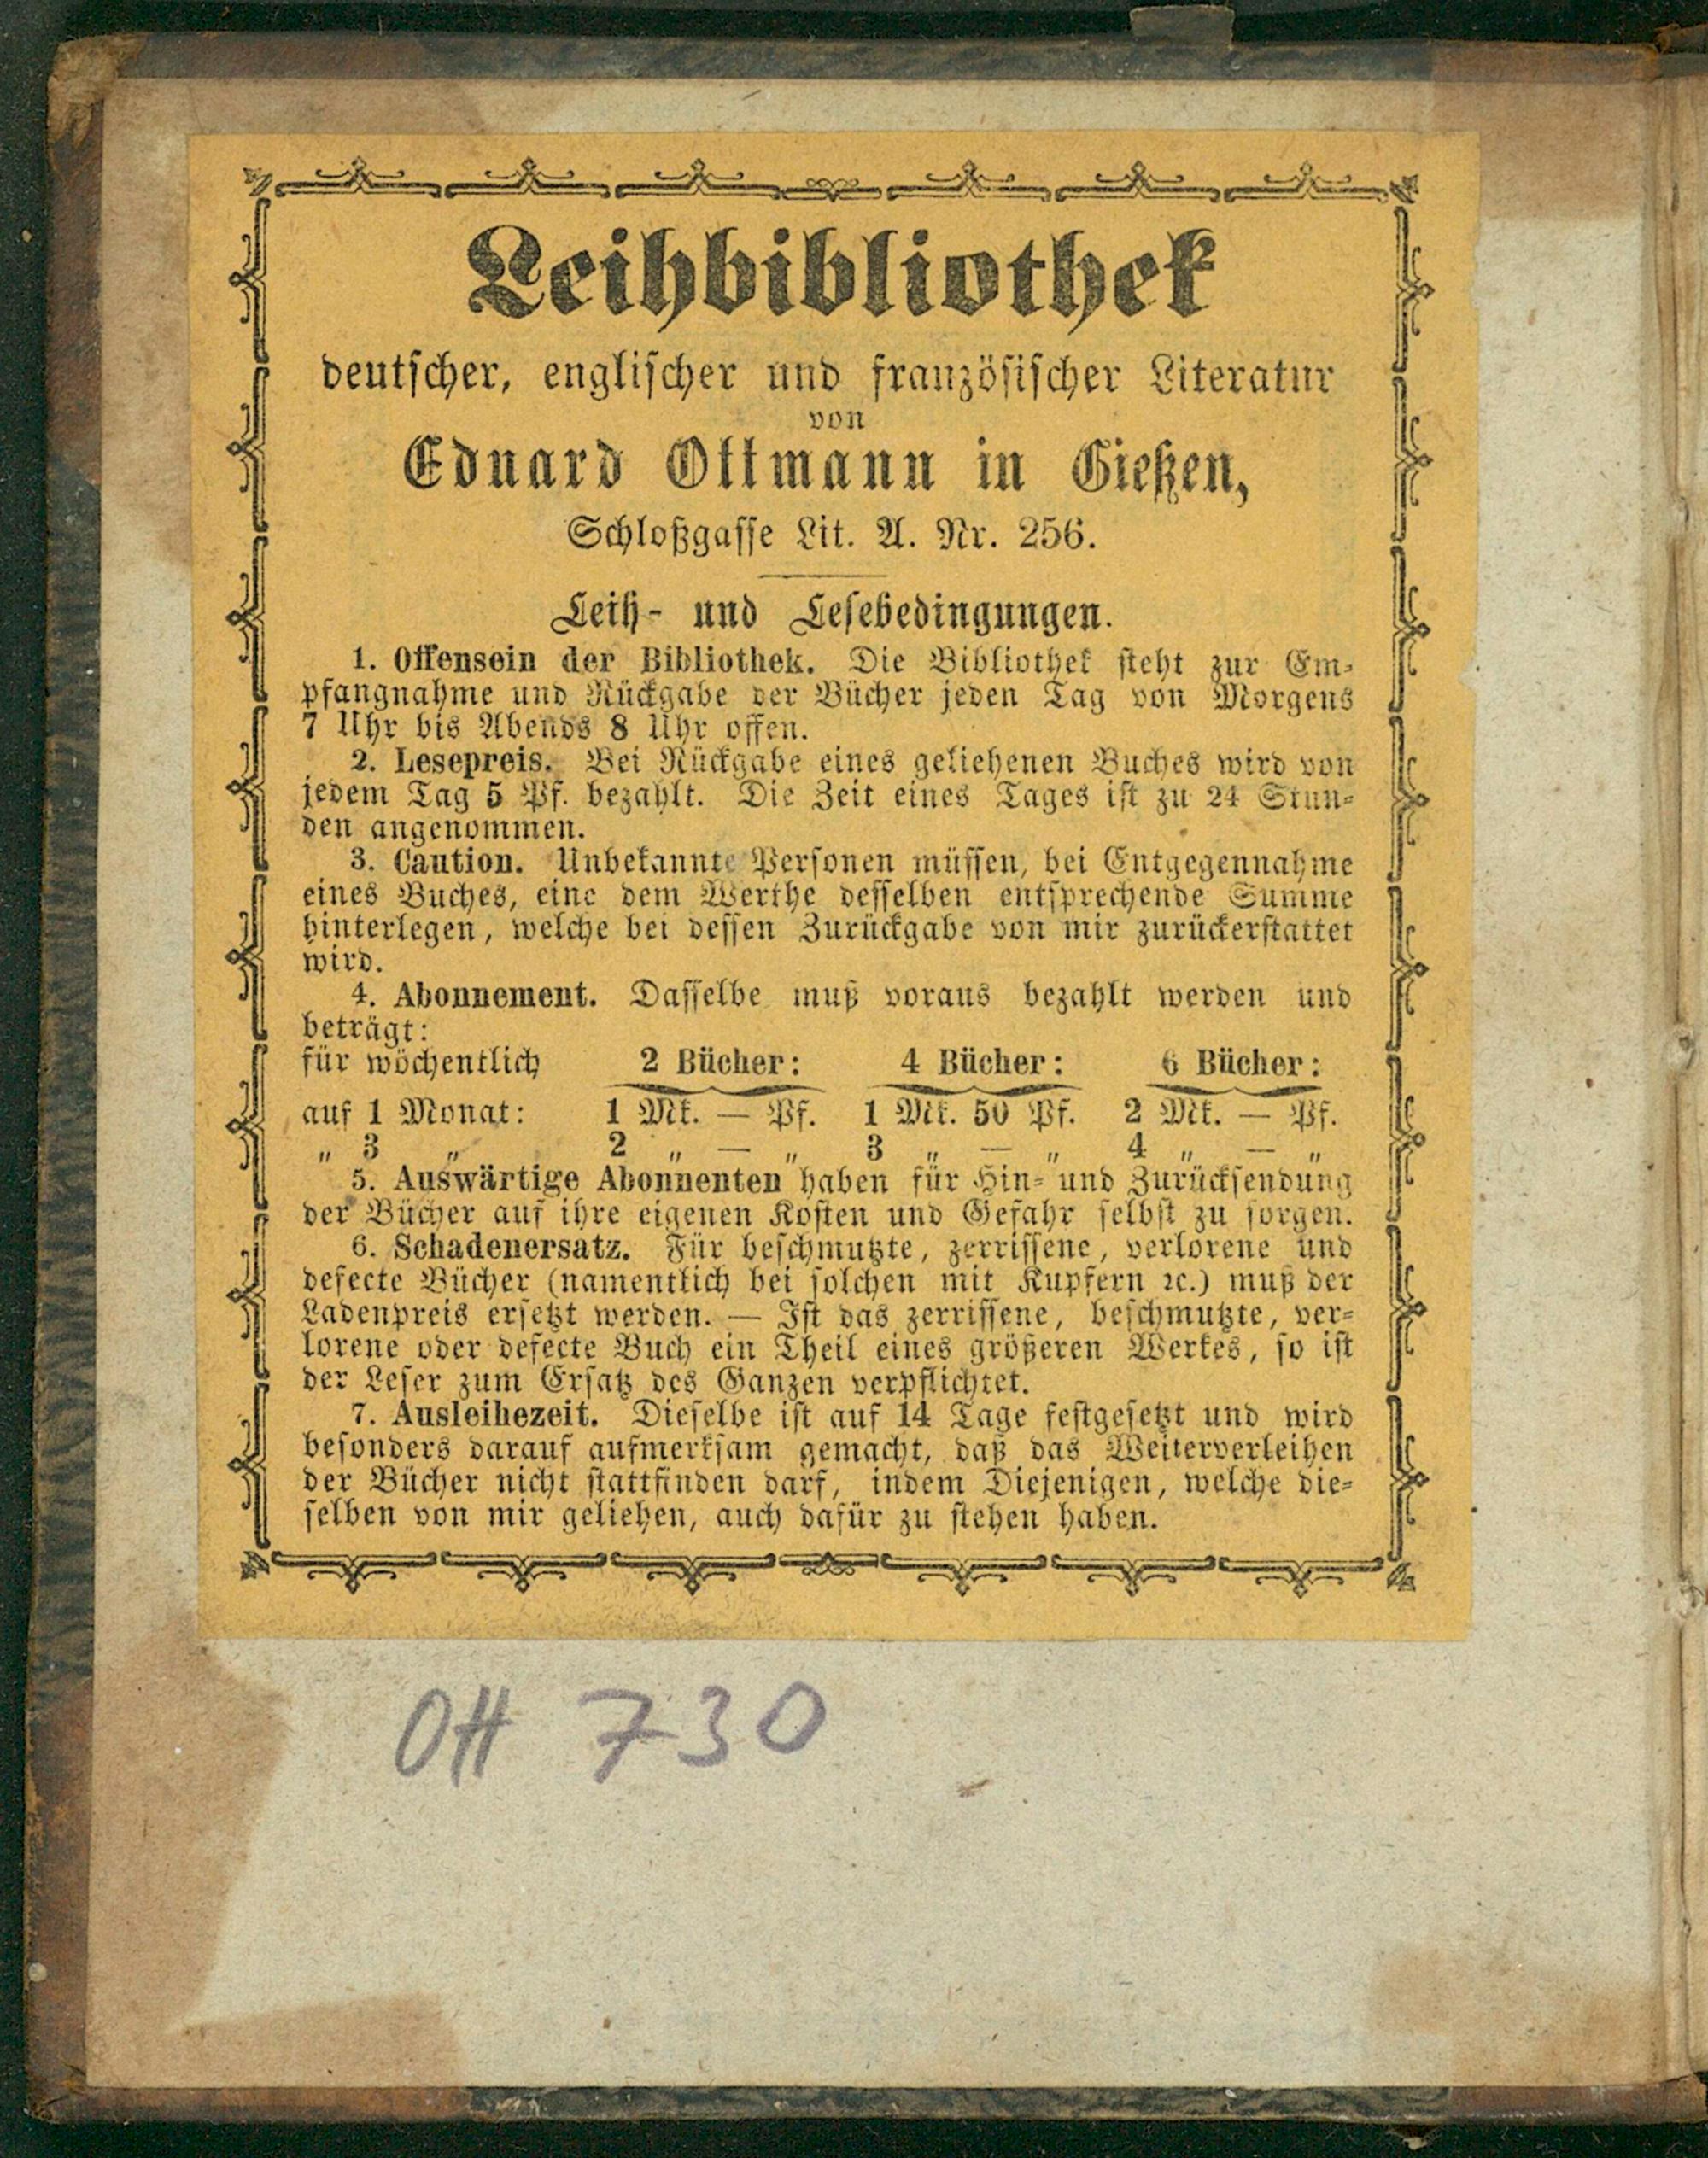 Leihbibliothek
deutscher, englischer und französischer Literatur
von
Eduard Ottmann in Gießen,
Schloßgasse Lit. A. Nr. 256.
Leih- und Lesebedingungen.
1. Offensein der Bibliothek. Die Bibliothek steht zur Em-
pfangnahme und Rückgabe der Bücher jeden Tag von Morgens
7 Uhr bis Abends 8 Uhr offen.
2. Lesepreis. Bei Rückgabe eines geliehenen Buches wird von
jedem Tag 5 Pf. bezahlt. Die Zeit eines Tages ist zu 24 Stun-
den angenommen.
3. Caution. Unbekannte Personen müssen, bei Entgegennahme
eines Buches, eine dem Werthe desselben entsprechende Summe
hinterlegen, welche bei dessen Zurückgabe von mir zurückerstattet
wird.
4. Abonnement. Dasselbe muß voraus bezahlt werden und
beträgt:
für wöchentlich 2 Bücher: 4 Bücher: 6 Bücher:
auf 1 Monat: 1 Mk. — Pf. 1 Mk. 50 Pf. 2 Mk. — Pf.
" 3 " 2 " — " 3 " — " 4 " — "
5. Auswärtige Abonnenten haben für Hin- und Zurücksendung
der Bücher auf ihre eigenen Kosten und Gefahr selbst zu sorgen.
6. Schadenersatz. Für beschmutzte, zerrissene, verlorene und
defecte Bücher (namentlich bei solchen mit Kupfern ꝛc.) muß der
Ladenpreis ersetzt werden. — Ist das zerrissene, beschmutzte, ver-
lorene oder defecte Buch ein Theil eines größeren Werkes, so ist
der Leser zum Ersatz des Ganzen verpflichtet.
7. Ausleihezeit. Dieselbe ist auf 14 Tage festgesetzt und wird
besonders darauf aufmerksam gemacht, daß das Weiterverleihen
der Bücher nicht stattfinden darf, indem Diejenigen, welche die-
selben von mir geliehen, auch dafür zu stehen haben.
Ott 730